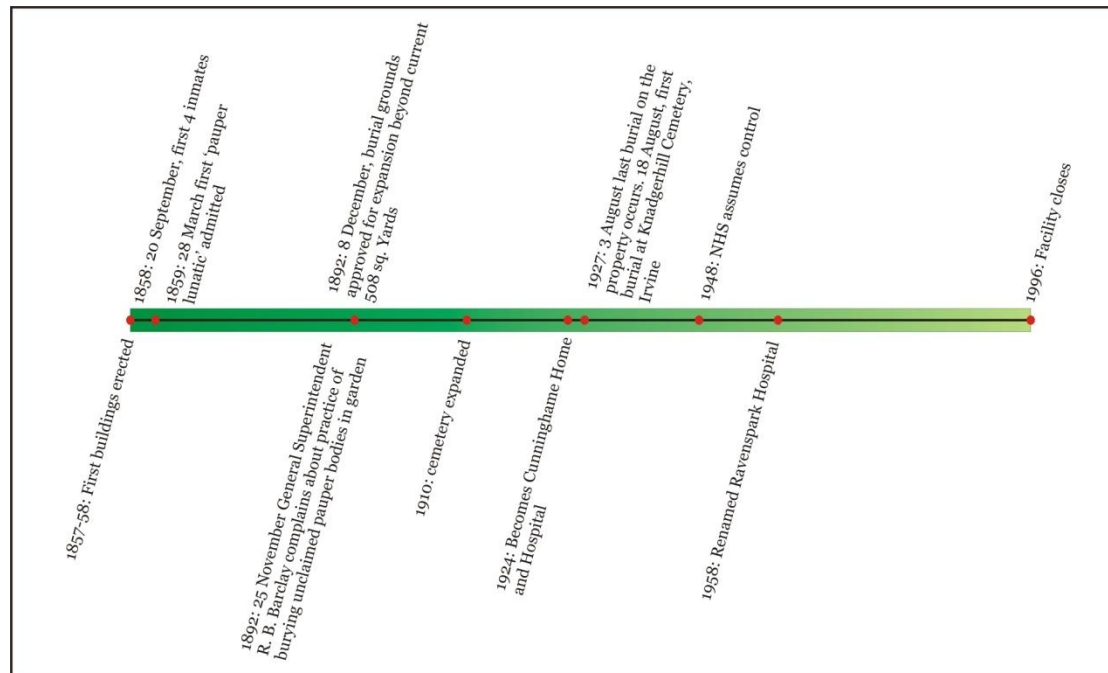 1857-58: First buildings erected
1858: 20 September, first 4 inmates
1859: 28 March first ‘pauper
lunatic’ admitted
1892: 25 November General Superintendent
R. B. Barclay complains about practice of
burying unclaimed pauper bodies in garden
1892: 8 December, burial grounds
approved for expansion beyond current
508 sq. Yards
1910: cemetery expanded
1924: Becomes Cunninghame Home
and Hospital
1927: 3 August last burial on the
property occurs. 18 August, first
burial at Knadgerhill Cemetery,
Irvine
1948: NHS assumes control
1958: Renamed Ravenspark Hospital
1996: Facility closes